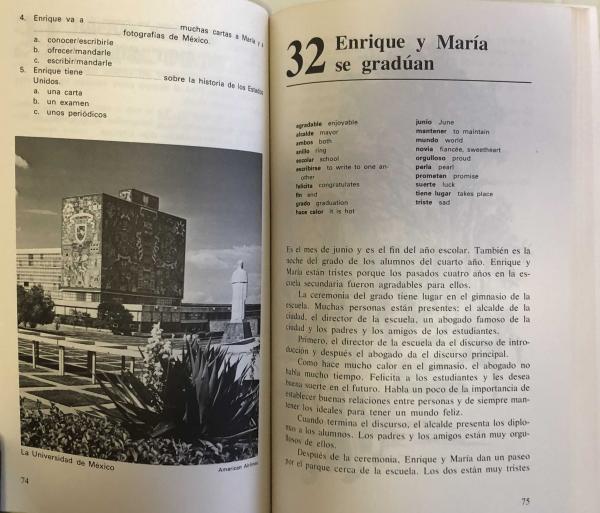 4. Enrique va a ____________ muchas cartas a María y a
____________ fotografías de México.
a. conocer/escribirle
b. ofrecer/mandarle
c. escribir/mandarle
5. Enrique tiene ____________ sobre la historia de los Estados
Unidos.
a. una carta
b. un examen
c. unos periódicos
La Universidad de México
American Airlines
74
32 Enrique y María
se gradúan
agradable enjoyable
alcalde mayor
ambos both
anillo ring
escolar school
escribirse to write to one an-
other
felicita congratulates
fin end
grado graduation
hace calor it is hot
junio June
mantener to maintain
mundo world
novia fiancée, sweetheart
orgulloso proud
perla pearl
prometen promise
suerte luck
tiene lugar takes place
triste sad
Es el mes de junio y es el fin del año escolar. También es la
noche del grado de los alumnos del cuarto año. Enrique y
María están tristes porque los pasados cuatro años en la es-
cuela secundaria fueron agradables para ellos.
La ceremonia del grado tiene lugar en el gimnasio de la
escuela. Muchas personas están presentes: el alcalde de la
ciudad, el director de la escuela, un abogado famoso de la
ciudad y los padres y los amigos de los estudiantes.
Primero, el director de la escuela da el discurso de intro-
ducción y después el abogado da el discurso principal.
Como hace mucho calor en el gimnasio, el abogado no
habla mucho tiempo. Felicita a los estudiantes y les desea
buena suerte en el futuro. Habla un poco de la importancia de
establecer buenas relaciones entre personas y de siempre man-
tener los ideales para tener un mundo feliz.
Cuando termina el discurso, el alcalde presenta los diplo-
mas a los alumnos. Los padres y los amigos están muy orgu-
llosos de ellos.
Después de la ceremonia, Enrique y María dan un paseo
por el parque cerca de la escuela. Los dos están muy tristes
75